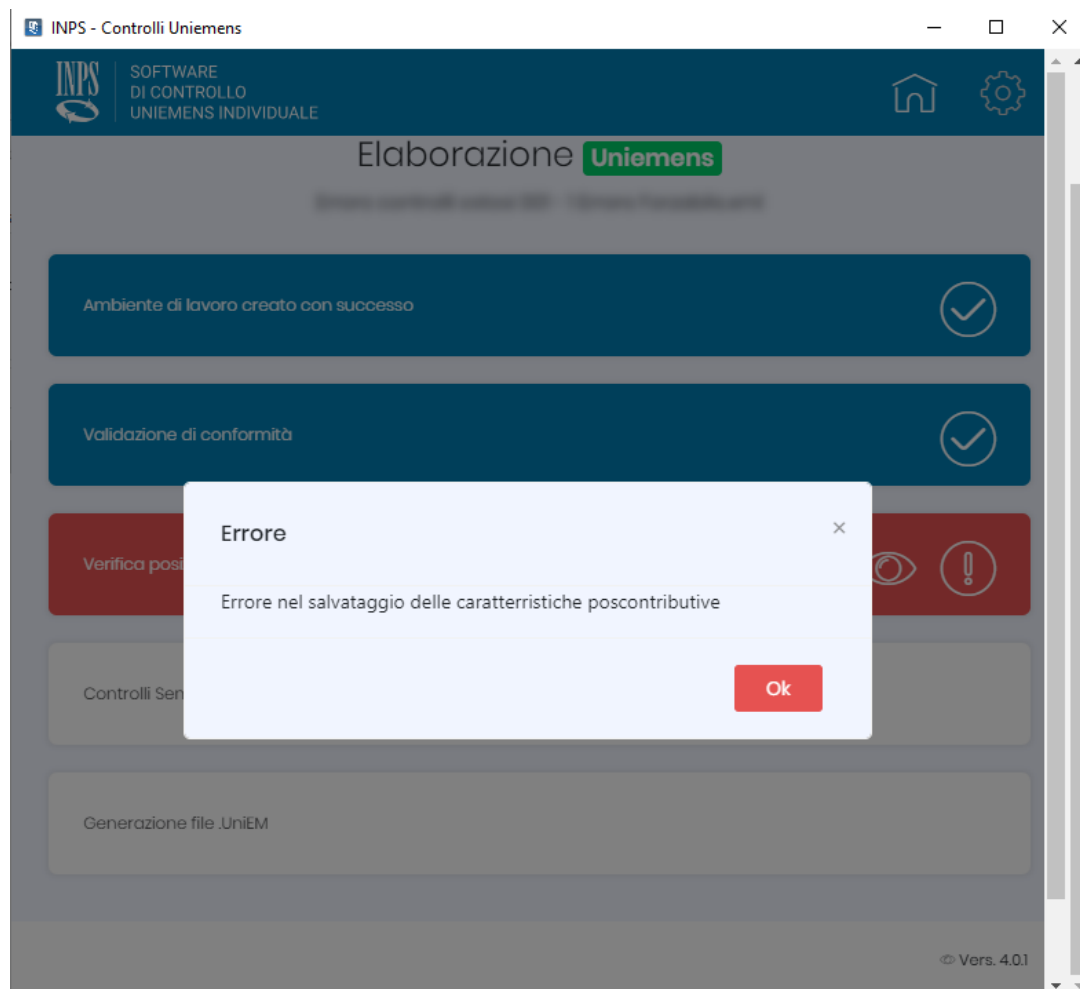 INPS - Controlli Uniemens
INPS
SOFTWARE
DI CONTROLLO
UNIEMENS INDIVIDUALE
Elaborazione Uniemens
Ambiente di lavoro creato con successo
Validazione di conformità
Verifica posi
Errore
×
Errore nel salvataggio delle caratterristiche poscontributive
Ok
Controlli Sen
Generazione file .UniEM
Vers. 4.0.1